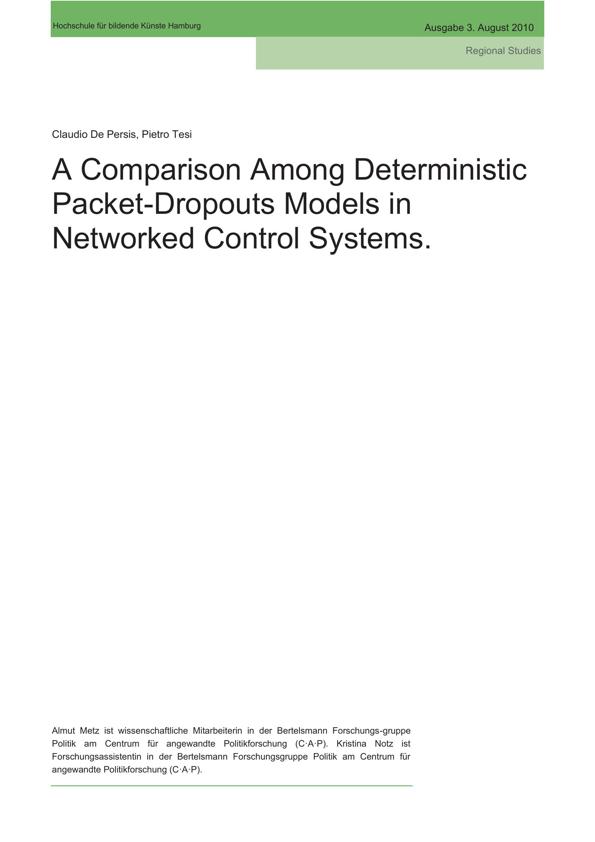 Hochschule für bildende Künste Hamburg
Ausgabe 3. August 2010
Regional Studies
Claudio De Persis, Pietro Tesi
A Comparison Among Deterministic
Packet-Dropouts Models in
Networked Control Systems.
Almut Metz ist wissenschaftliche Mitarbeiterin in der Bertelsmann Forschungs-gruppe
Politik am Centrum für angewandte Politikforschung (C·A·P). Kristina Notz ist
Forschungsassistentin in der Bertelsmann Forschungsgruppe Politik am Centrum für
angewandte Politikforschung (C·A·P).